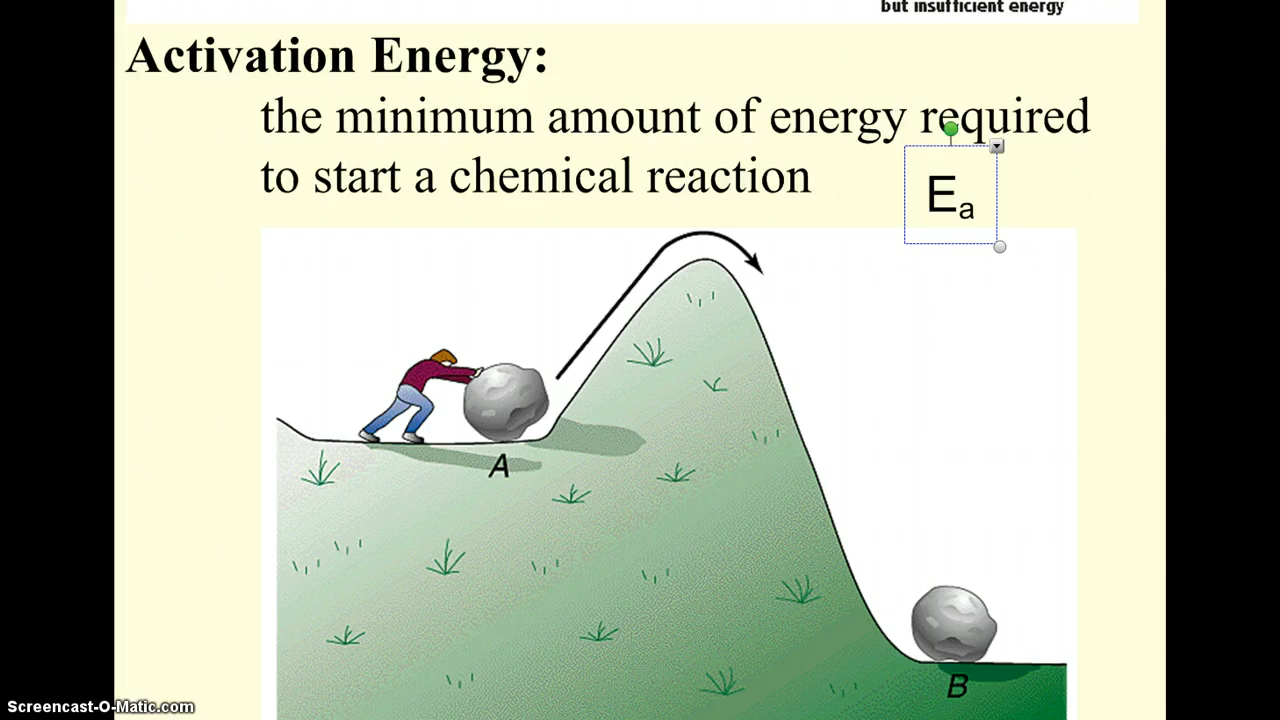 but insufficient energy
Activation Energy:
the minimum amount of energy required
to start a chemical reaction
Ea
A
B
Screencast-O-Matic.com